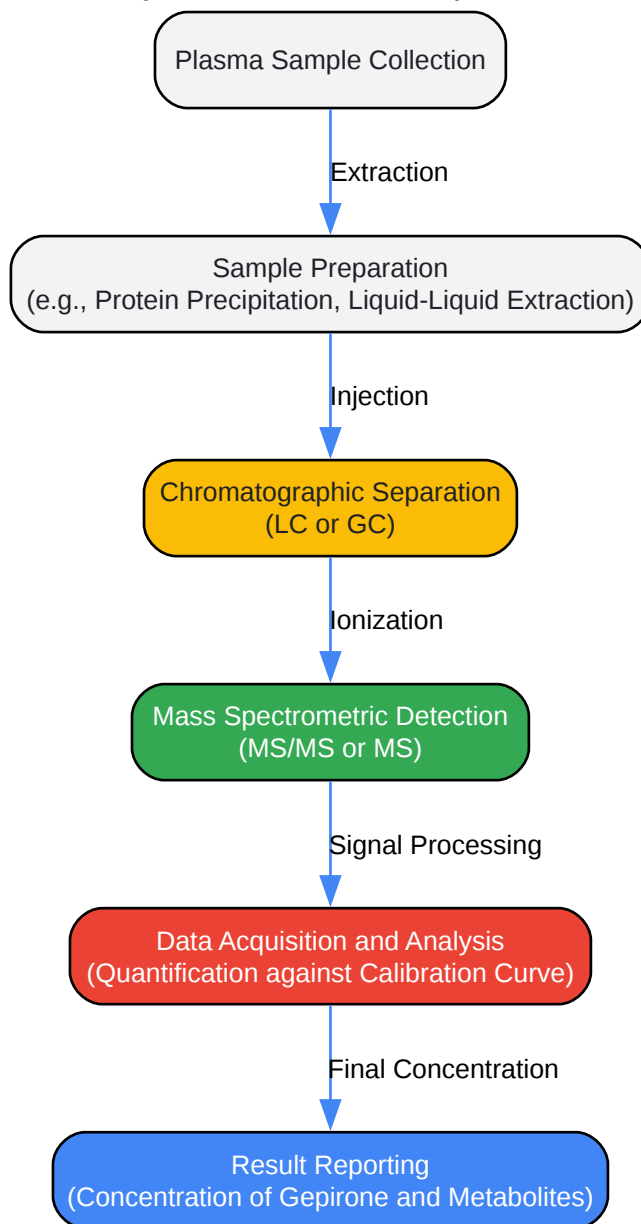 Plasma Sample Collection
Extraction
Sample Preparation
(e.g., Protein Precipitation, Liquid-Liquid Extraction)
Injection
Chromatographic Separation
(LC or GC)
Ionization
Mass Spectrometric Detection
(MS/MS or MS)
Signal Processing
Data Acquisition and Analysis
(Quantification against Calibration Curve)
Final Concentration
Result Reporting
(Concentration of Gepirone and Metabolites)